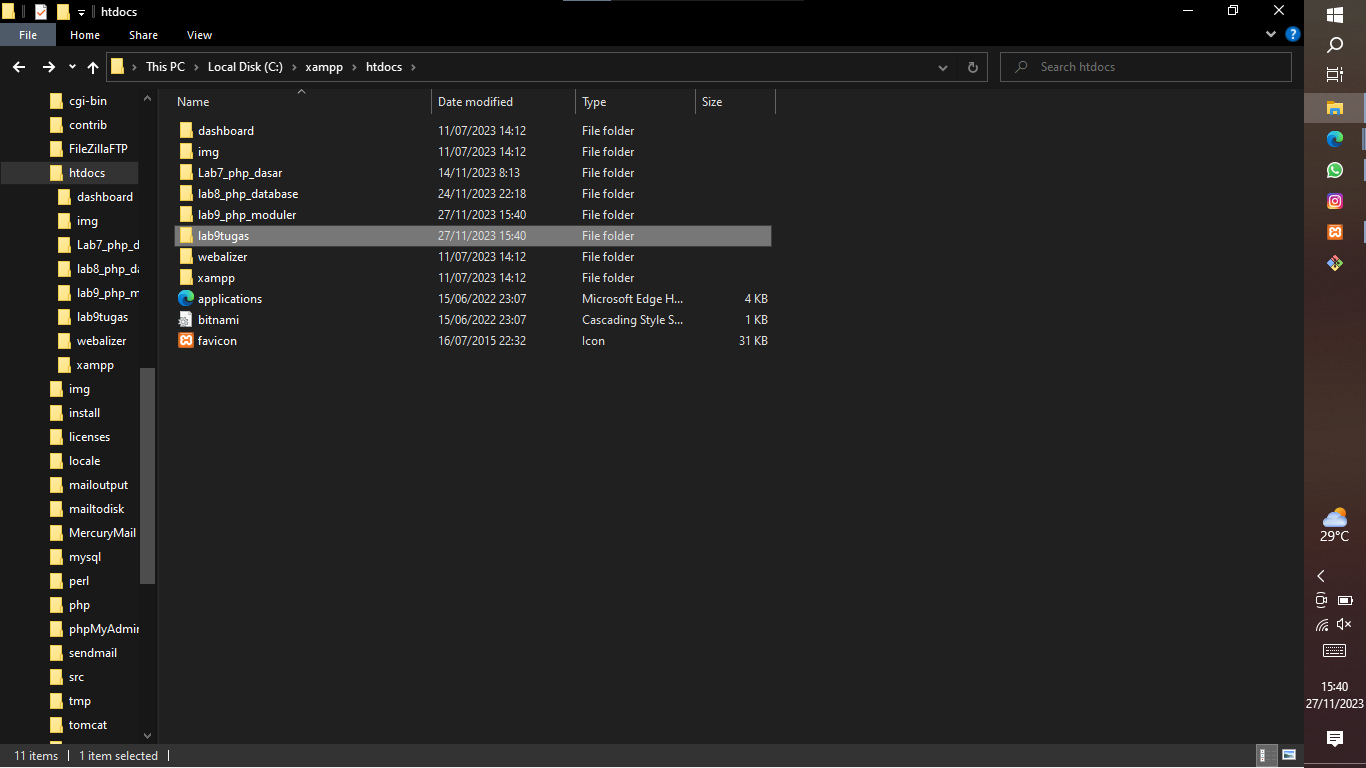 htdocs
File Home Share View
This PC Local Disk (C:) xampp htdocs
Search htdocs
cgi-bin
contrib
FileZillaFTP
htdocs
dashboard
img
Lab7_php_d
lab8_php_da
lab9_php_m
lab9tugas
webalizer
xampp
img
install
licenses
locale
mailoutput
mailtodisk
MercuryMail
mysql
perl
php
phpMyAdmin
sendmail
src
tmp
tomcat
Name Date modified Type Size
dashboard 11/07/2023 14:12 File folder
img 11/07/2023 14:12 File folder
Lab7_php_dasar 14/11/2023 8:13 File folder
lab8_php_database 24/11/2023 22:18 File folder
lab9_php_moduler 27/11/2023 15:40 File folder
lab9tugas 27/11/2023 15:40 File folder
webalizer 11/07/2023 14:12 File folder
xampp 11/07/2023 14:12 File folder
applications 15/06/2022 23:07 Microsoft Edge H... 4 KB
bitnami 15/06/2022 23:07 Cascading Style S... 1 KB
favicon 16/07/2015 22:32 Icon 31 KB
11 items 1 item selected
29°C
15:40
27/11/2023